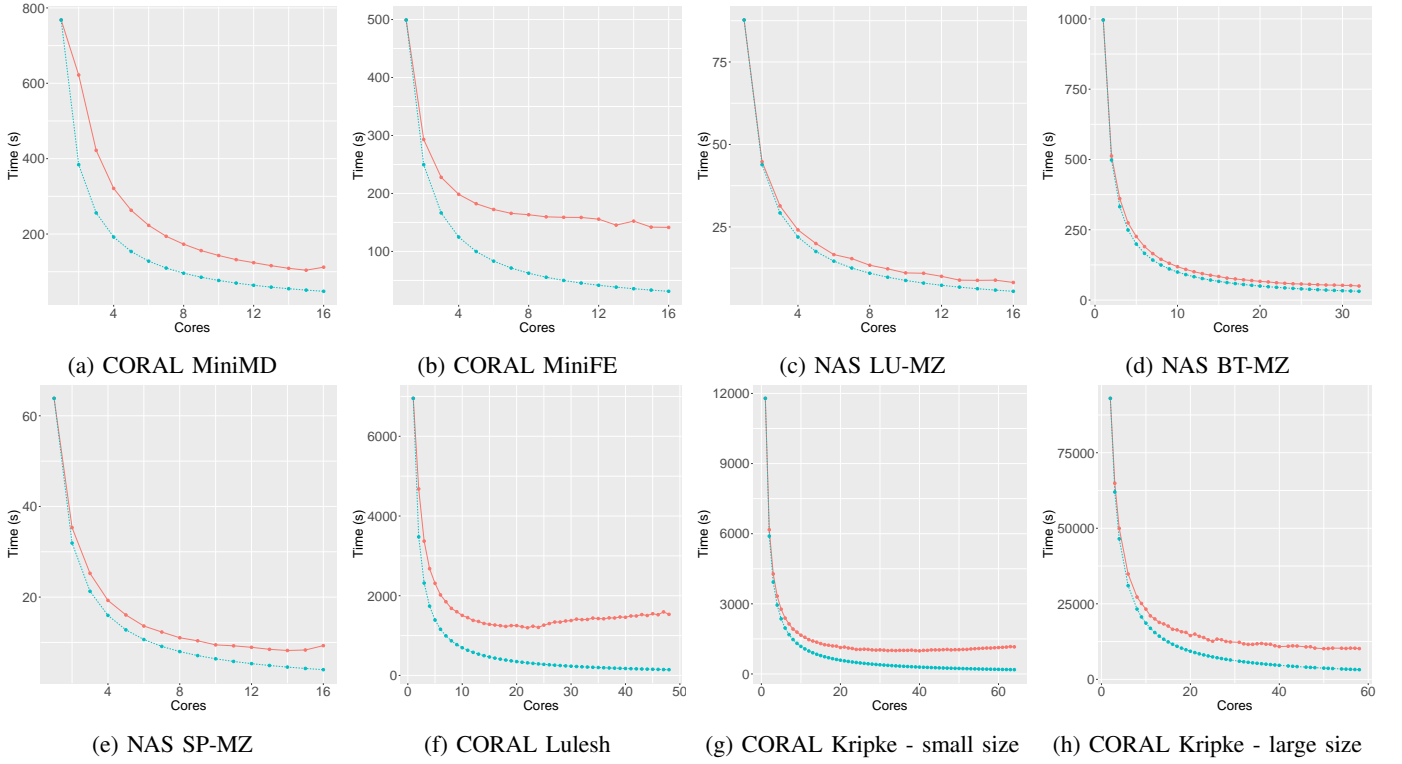 800
600
400
200
Time (s)
4
8
12
16
Cores
(a) CORAL MiniMD
500
400
300
200
100
Time (s)
4
8
12
16
Cores
(b) CORAL MiniFE
75
50
25
Time (s)
4
8
12
16
Cores
(c) NAS LU-MZ
1000
750
500
250
0
Time (s)
0
10
20
30
Cores
(d) NAS BT-MZ
60
40
20
Time (s)
4
8
12
16
Cores
(e) NAS SP-MZ
6000
4000
2000
0
Time (s)
0
10
20
30
40
50
Cores
(f) CORAL Lulesh
12000
9000
6000
3000
0
Time (s)
0
20
40
60
Cores
(g) CORAL Kripke - small size
75000
50000
25000
0
Time (s)
0
20
40
60
Cores
(h) CORAL Kripke - large size